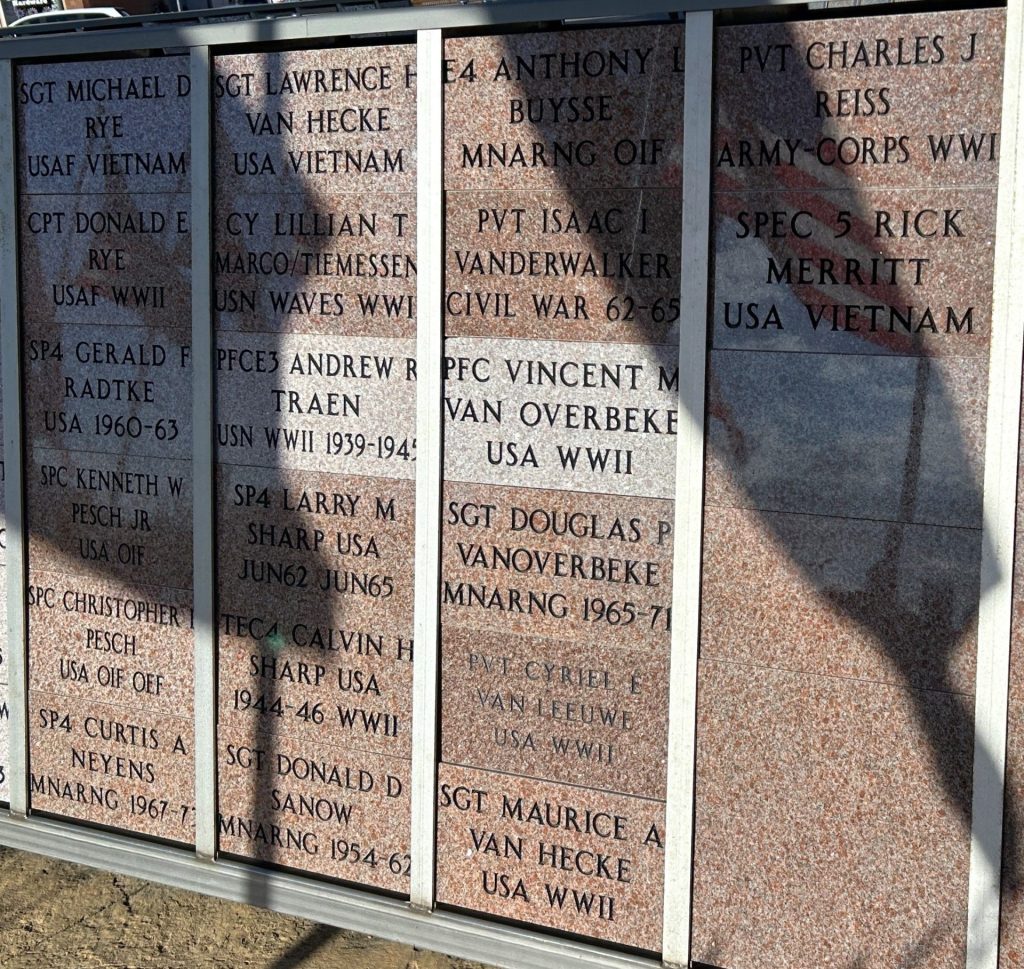 SGT MICHAEL D
RYE
USAF VIETNAM
CPT DONALD E
RYE
USAF WWII
SP4 GERALD F
RADTKE
USA 1960-63
SPC KENNETH W
PESCH JR
USA OIF
SPC CHRISTOPHER
PESCH
USA OIF OEF
SP4 CURTIS A
NEYENS
MNARNG 1967-7
SGT LAWRENCE H
VAN HECKE
USA VIETNAM
CY LILLIAN T
MARCO/TIEMESSEN
USN WAVES WWI
PFCE3 ANDREW R
TRAEN
USN WWII 1939-1945
SP4 LARRY M
SHARP USA
JUN62 JUN65
TEC4 CALVIN H
SHARP USA
1944-46 WWII
SGT DONALD D
SANOW
MNARNG 1954-62
E4 ANTHONY L
BUYSSE
MNARNG OIF
PVT ISAAC I
VANDERWALKER
CIVIL WAR 62-65
PFC VINCENT M
VAN OVERBEKE
USA WWII
SGT DOUGLAS P
VANOVERBEKE
MNARNG 1965-71
PVT CYRIEL E
VAN LEEUWE
USA WWII
SGT MAURICE A
VAN HECKE
USA WWII
PVT CHARLES J
REISS
ARMY-CORPS WWI
SPEC 5 RICK
MERRITT
USA VIETNAM